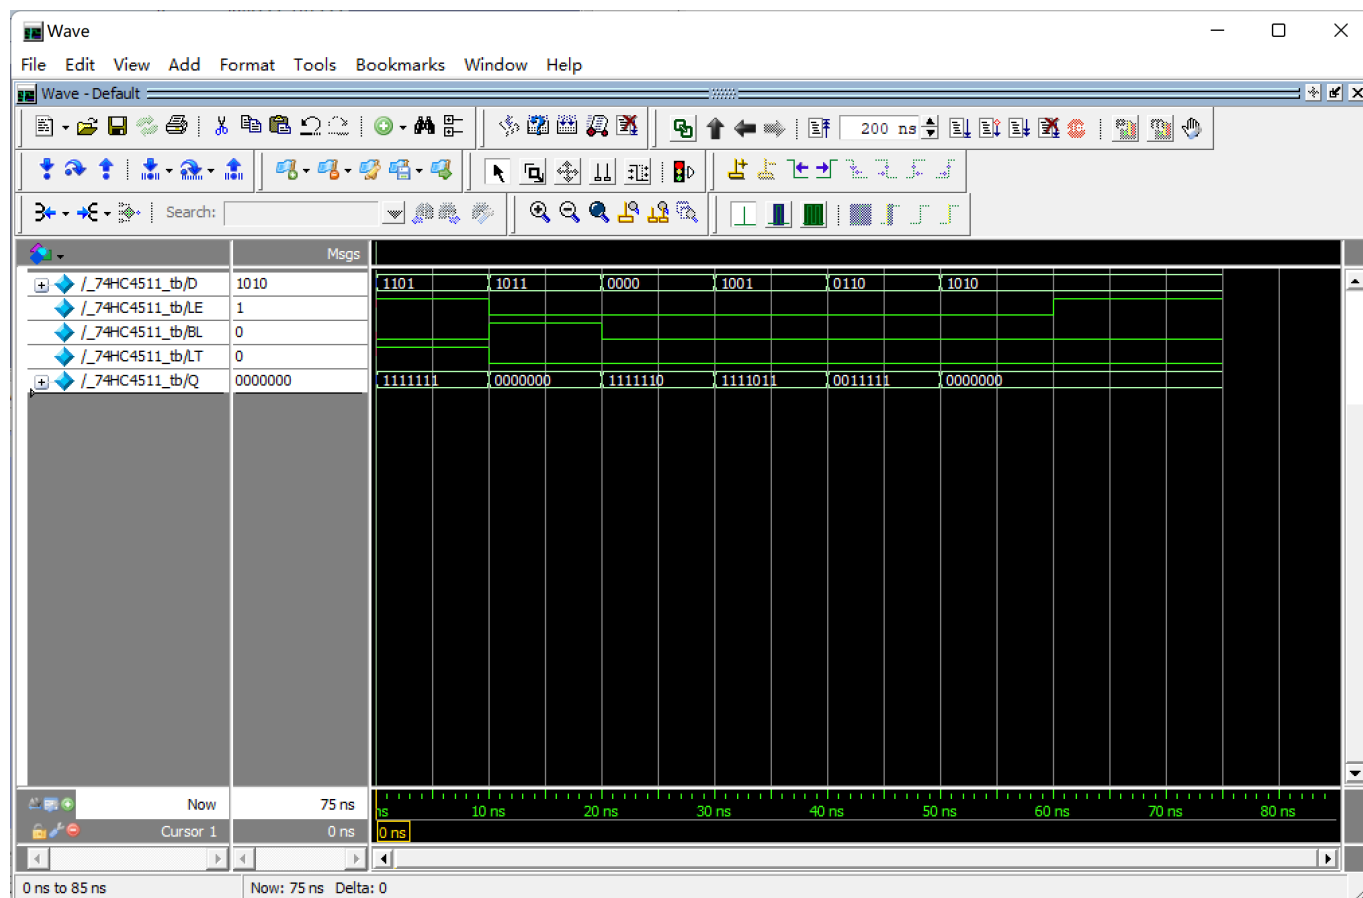 Wave
File Edit View Add Format Tools Bookmarks Window Help
Wave - Default
200 ns
Search:
Msgs
/_74HC4511_tb/D 1010 1101 1011 0000 1001 0110 1010
/_74HC4511_tb/LE 1
/_74HC4511_tb/BL 0
/_74HC4511_tb/LT 0
/_74HC4511_tb/Q 0000000 1111111 0000000 1111110 1111011 0011111 0000000
Now 75 ns ns 10 ns 20 ns 30 ns 40 ns 50 ns 60 ns 70 ns 80 ns
Cursor 1 0 ns 0 ns
0 ns to 85 ns Now: 75 ns Delta: 0